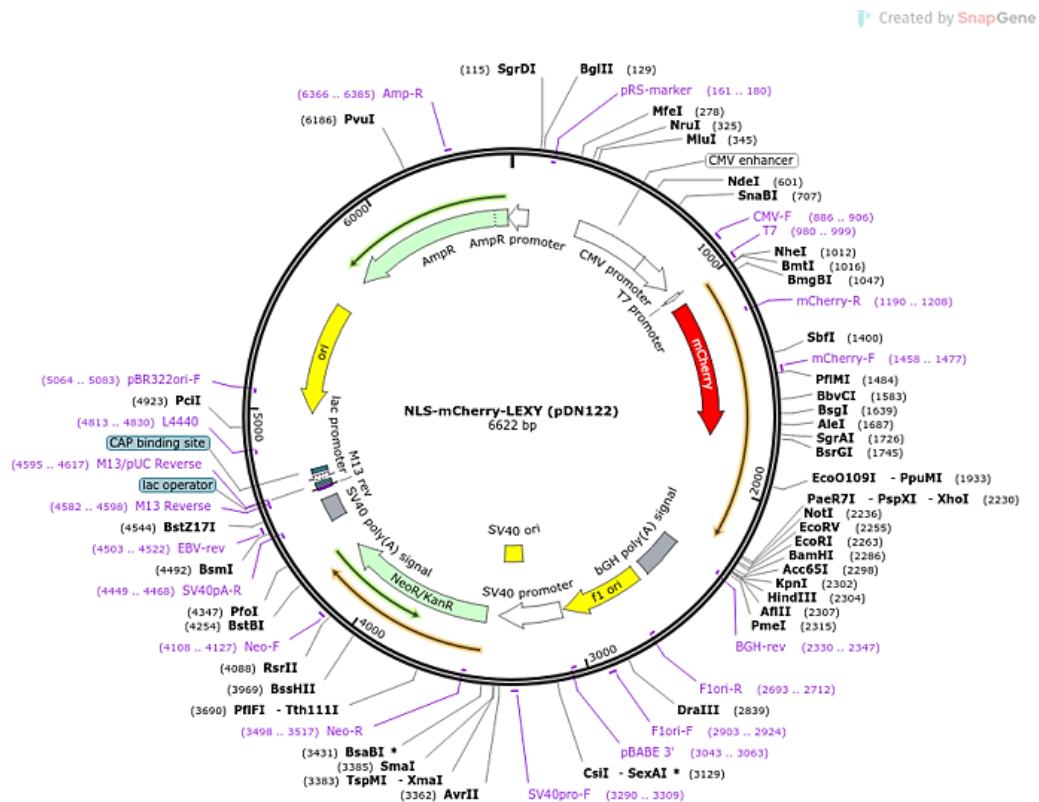 Created by SnapGene
(115) SgrDI
BglII (129)
pRS-marker (161 .. 180)
MfeI (278)
NruI (325)
MluI (345)
CMV enhancer
NdeI (601)
SnaBI (707)
CMV-F (886 .. 906)
T7 (980 .. 999)
NheI (1012)
BmtI (1016)
BmgBI (1047)
mCherry-R (1190 .. 1208)
SbfI (1400)
mCherry-F (1458 .. 1477)
PflMI (1484)
BbvCI (1583)
BsgI (1639)
AleI (1687)
SgrAI (1726)
BsrGI (1745)
EcoO109I - PpuMI (1933)
PaeR7I - PspXI - XhoI (2230)
NotI (2236)
EcoRV (2255)
EcoRI (2263)
BamHI (2286)
Acc65I (2298)
KpnI (2302)
HindIII (2304)
AflII (2307)
PmeI (2315)
BGH-rev (2330 .. 2347)
F1ori-R (2693 .. 2712)
DraIII (2839)
F1ori-F (2903 .. 2924)
pBABE 3' (3043 .. 3063)
CsiI - SexAI * (3129)
SV40pro-F (3290 .. 3309)
(3362) AvrII
(3383) TspMI - XmaI
(3385) SmaI
(3431) BsaBI *
(3498 .. 3517) Neo-R
(3690) PflFI - Tth111I
(3969) BssHII
(4088) RsrII
(4108 .. 4127) Neo-F
(4254) BstBI
(4347) PfoI
(4449 .. 4468) SV40pA-R
(4492) BsmI
(4503 .. 4522) EBV-rev
(4544) BstZ17I
(4582 .. 4598) M13 Reverse
lac operator
(4595 .. 4617) M13/pUC Reverse
CAP binding site
(4813 .. 4830) L4440
(4923) PciI
(5064 .. 5083) pBR322ori-F
(6186) PvuI
(6366 .. 6385) Amp-R
1000
2000
3000
4000
5000
6000
AmpR
AmpR promoter
CMV promoter
T7 promoter
mCherry
bGH poly(A) signal
f1 ori
SV40 ori
SV40 promoter
NeoR/KanR
SV40 poly(A) signal
M13 rev
lac promoter
ori
NLS-mCherry-LEXY (pDN122)
6622 bp